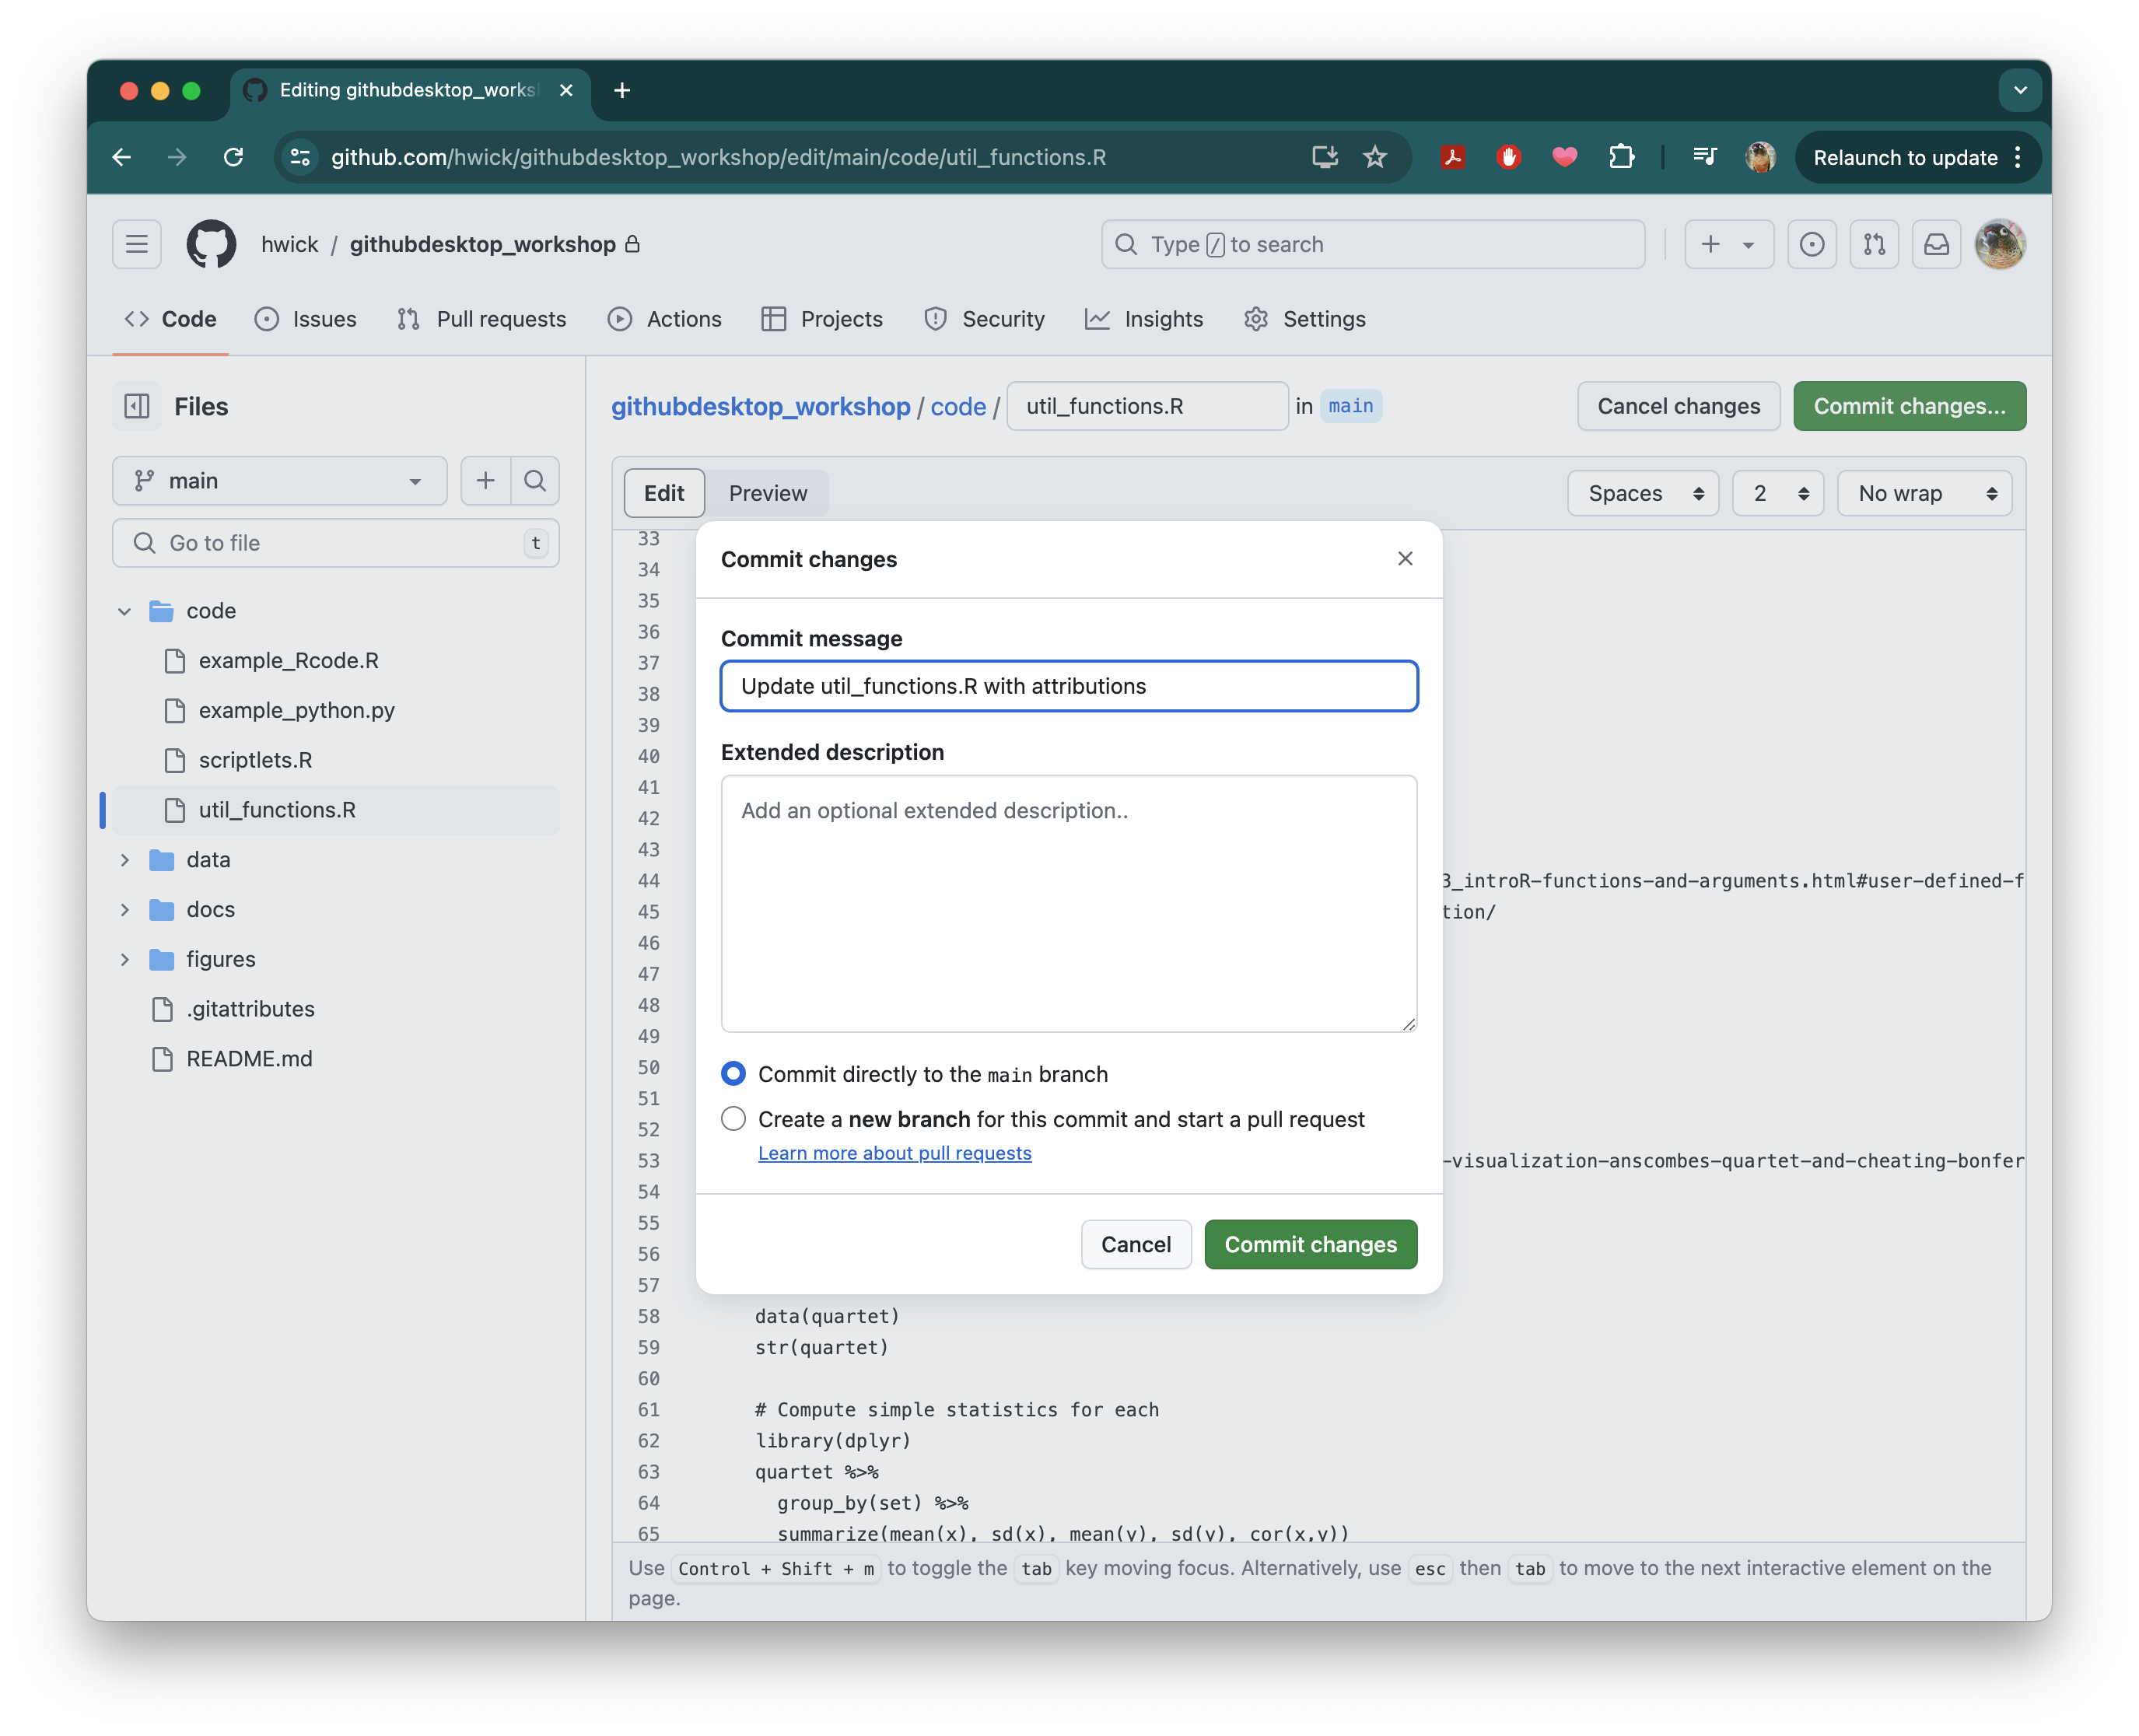 Editing githubdesktop_works
github.com/hwick/githubdesktop_workshop/edit/main/code/util_functions.R
Relaunch to update
hwick / githubdesktop_workshop
Type / to search
Code
Issues
Pull requests
Actions
Projects
Security
Insights
Settings
Files
main
Go to file
t
code
example_Rcode.R
example_python.py
scriptlets.R
util_functions.R
data
docs
figures
.gitattributes
README.md
githubdesktop_workshop / code / util_functions.R in main
Cancel changes
Commit changes...
Edit
Preview
Spaces
2
No wrap
33
34
35
36
37
38
39
40
41
42
43
44 3_introR-functions-and-arguments.html#user-defined-f
45 tion/
46
47
48
49
50
51
52
53 -visualization-anscombes-quartet-and-cheating-bonfer
54
55
56
57
58 data(quartet)
59 str(quartet)
60
61 # Compute simple statistics for each
62 library(dplyr)
63 quartet %>%
64 group_by(set) %>%
65 summarize(mean(x), sd(x), mean(y), sd(y), cor(x,y))
Commit changes
Commit message
Update util_functions.R with attributions
Extended description
Add an optional extended description..
Commit directly to the main branch
Create a new branch for this commit and start a pull request
Learn more about pull requests
Cancel
Commit changes
Use Control + Shift + m to toggle the tab key moving focus. Alternatively, use esc then tab to move to the next interactive element on the
page.